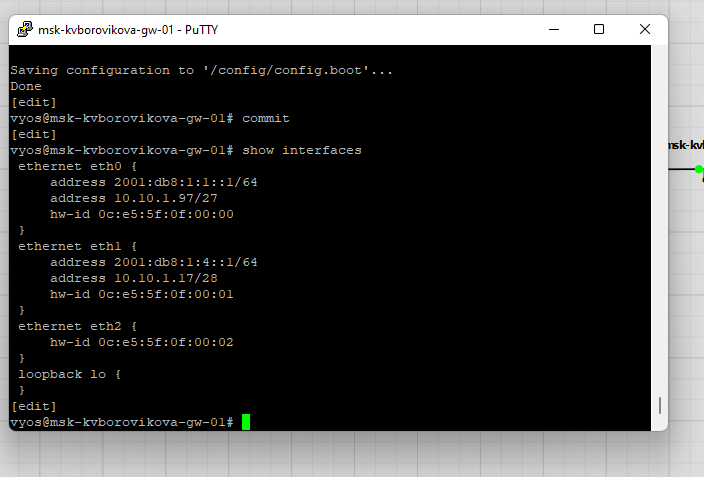 msk-kvborovikova-gw-01 - PuTTY
Saving configuration to '/config/config.boot'...
Done
[edit]
vyos@msk-kvborovikova-gw-01# commit
[edit]
vyos@msk-kvborovikova-gw-01# show interfaces
 ethernet eth0 {
     address 2001:db8:1:1::1/64
     address 10.10.1.97/27
     hw-id 0c:e5:5f:0f:00:00
 }
 ethernet eth1 {
     address 2001:db8:1:4::1/64
     address 10.10.1.17/28
     hw-id 0c:e5:5f:0f:00:01
 }
 ethernet eth2 {
     hw-id 0c:e5:5f:0f:00:02
 }
 loopback lo {
 }
[edit]
vyos@msk-kvborovikova-gw-01#